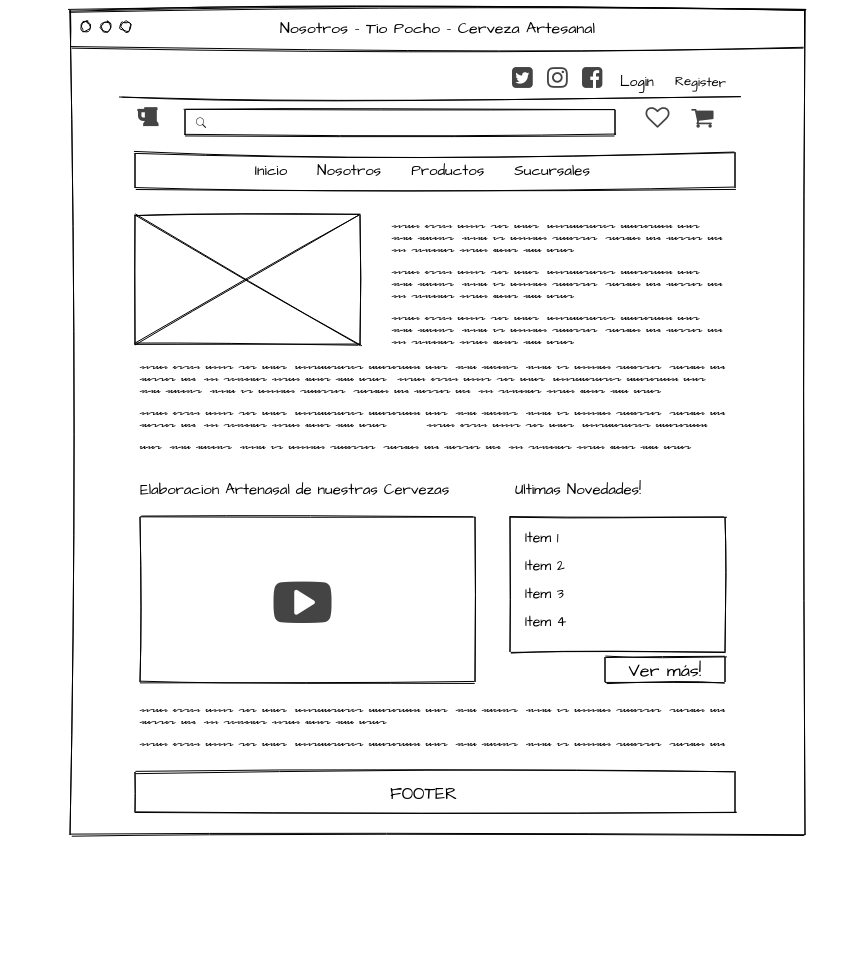 Nosotros - Tio Pocho - Cerveza Artesanal
Login Register
Inicio Nosotros Productos Sucursales
Elaboracion Artenasal de nuestras Cervezas
Ultimas Novedades!
Item 1
Item 2
Item 3
Item 4
Ver más!
FOOTER